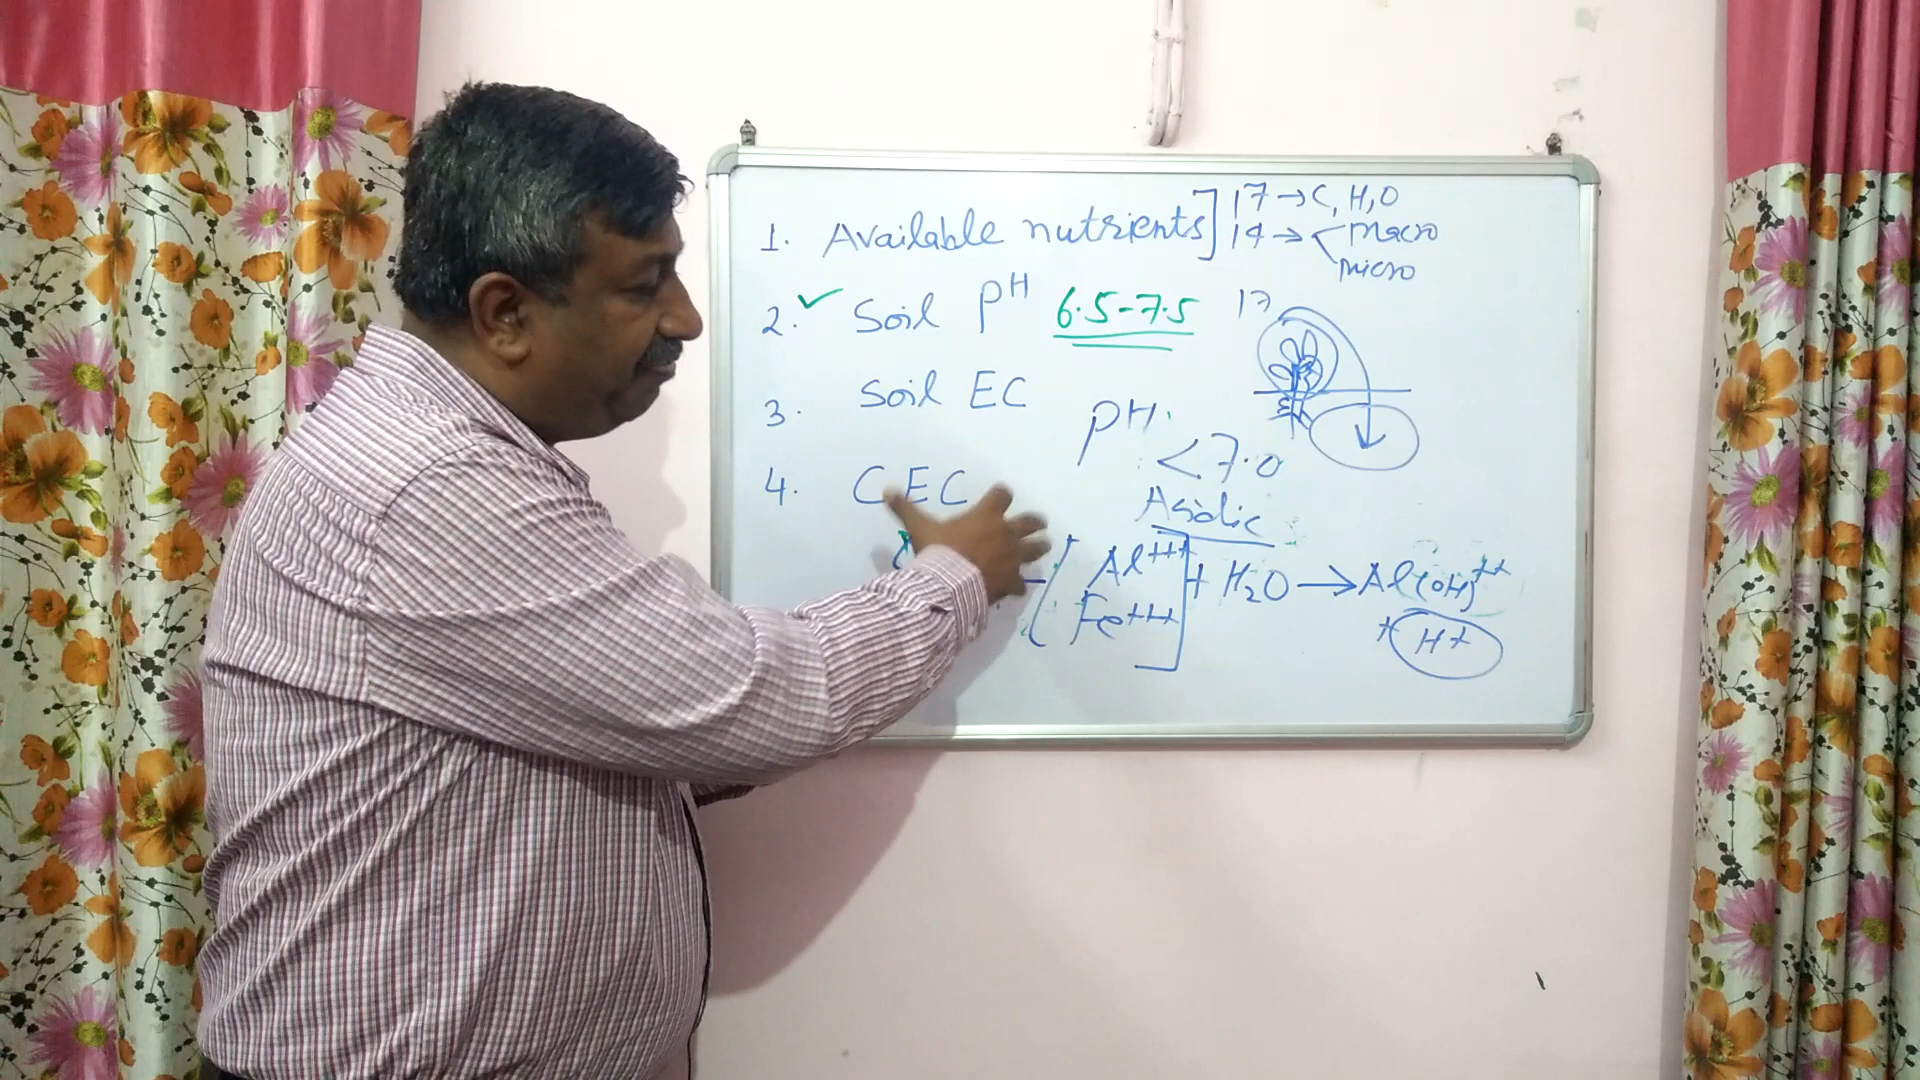 1. Available nutrients ] 17 → C, H, O
14 → < Macro
Micro
2. ✓ Soil pH 6.5-7.5
17
3. Soil EC
pH
< 7.0
4. CEC
Acidic
[ Al+++ ] + H2O → Al(OH)++
Fe+++
+ H+